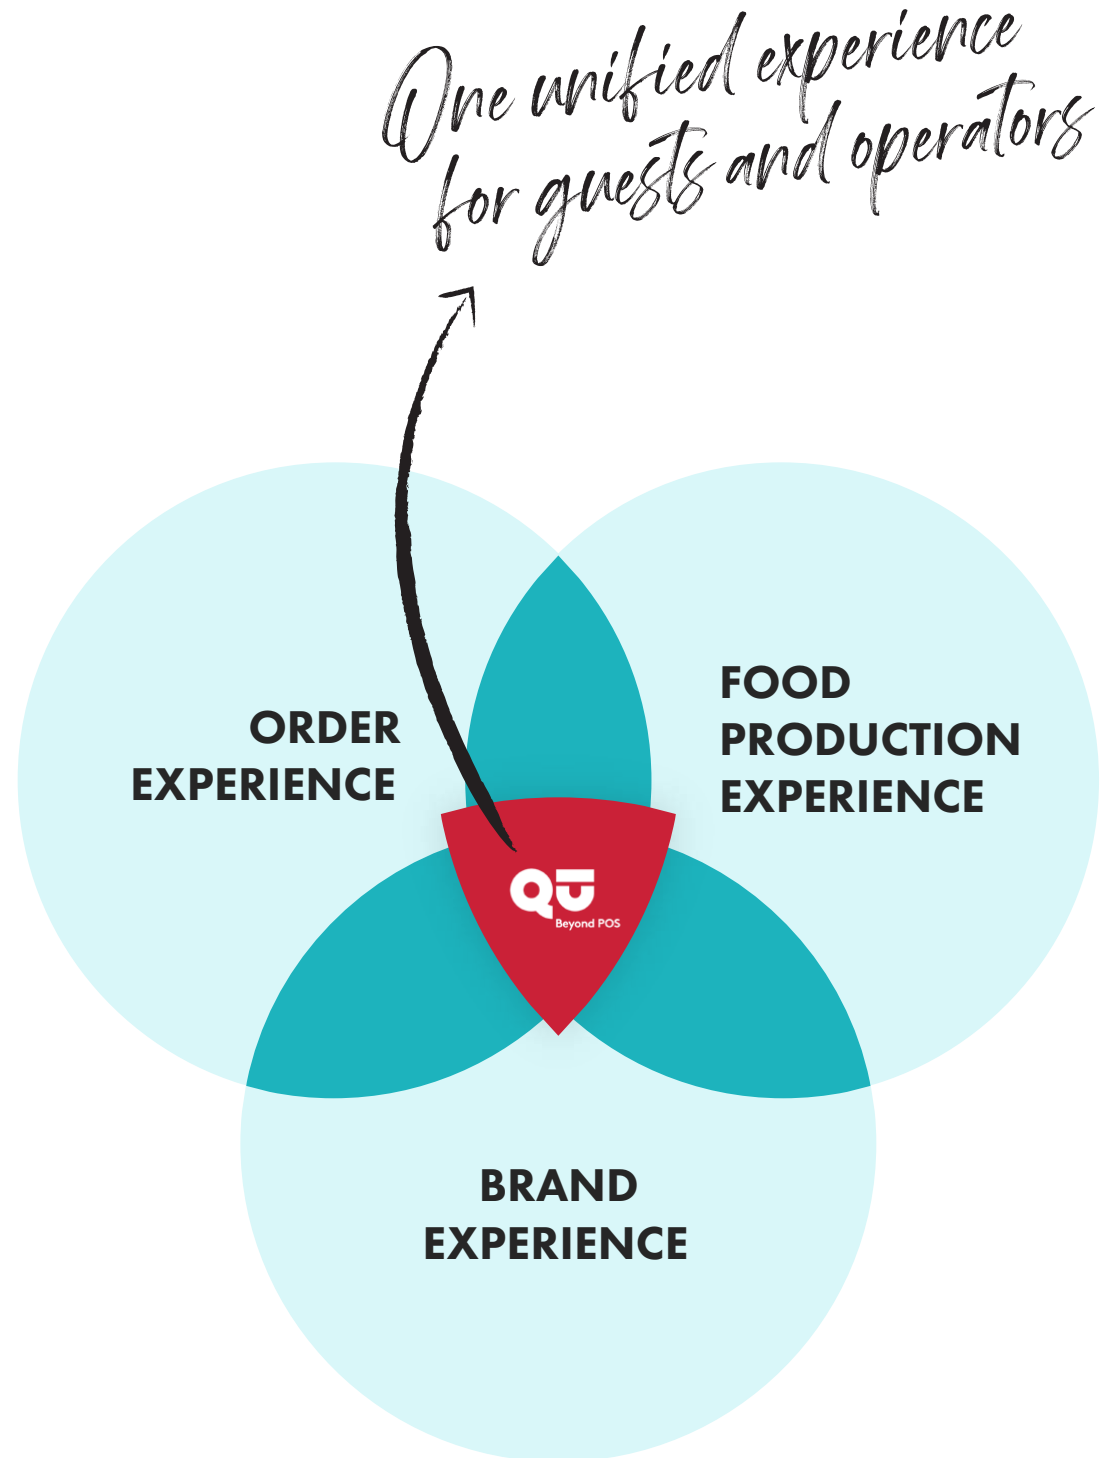 One unified experience
for guests and operators
ORDER
EXPERIENCE
FOOD
PRODUCTION
EXPERIENCE
QU
Beyond POS
BRAND
EXPERIENCE